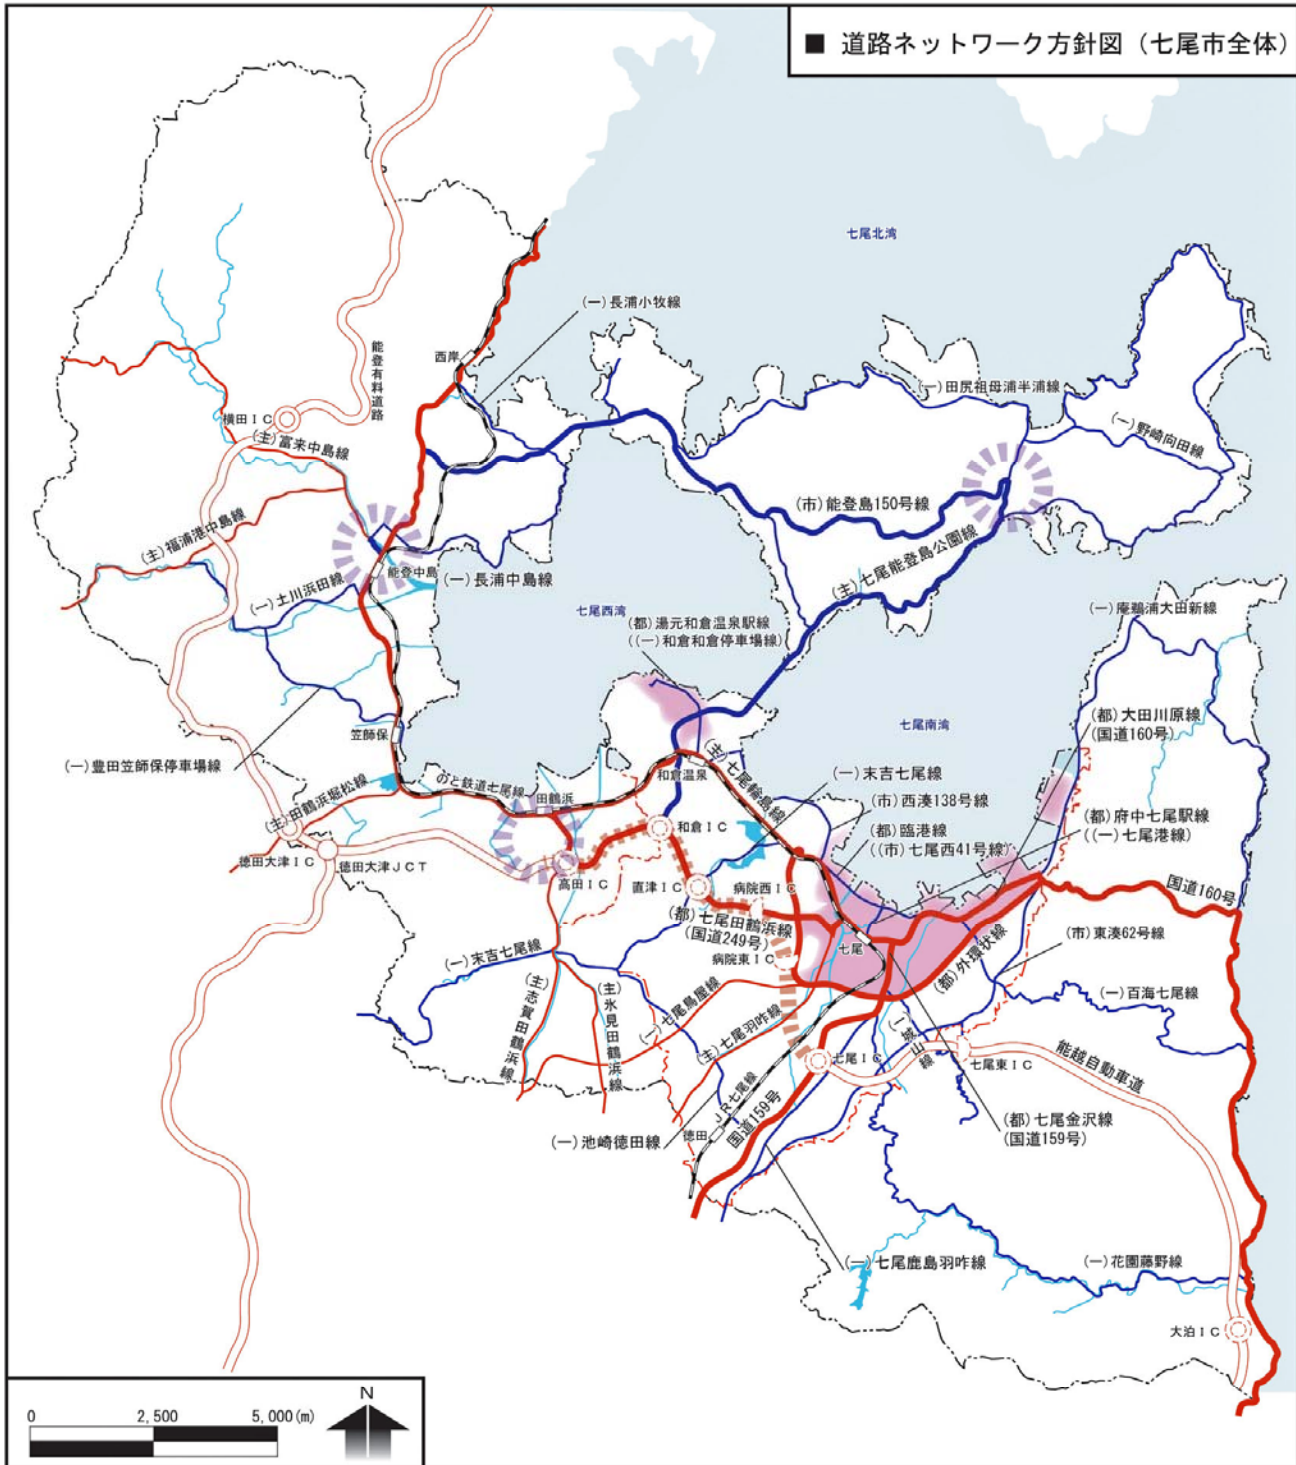 ■ 道路ネットワーク方針図（七尾市全体）
七尾北湾
(一)長浦小牧線
西岸
能登有料道路
(一)田尻祖母浦半浦線
横田ＩＣ
(一)野崎向田線
(主)富来中島線
(市)能登島150号線
(主)福浦港中島線
能登中島
(一)長浦中島線
(主)七尾能登島公園線
(一)土川浜田線
七尾西湾
(都)湯元和倉温泉駅線
((一)和倉和倉停車場線)
(一)庵鵜浦大田新線
七尾南湾
(都)大田川原線
(国道160号)
笠師保
(一)豊田笠師保停車場線
和倉温泉
(主)七尾輪島線
(一)末吉七尾線
のと鉄道七尾線
田鶴浜
(主)田鶴浜堀松線
(市)西湊138号線
(都)府中七尾駅線
((一)七尾港線)
和倉ＩＣ
(都)臨港線
((市)七尾西41号線)
徳田大津ＩＣ
徳田大津ＪＣＴ
高田ＩＣ
直津ＩＣ
病院西ＩＣ
国道160号
(都)七尾田鶴浜線
(国道249号)
七尾
(市)東湊62号線
病院東ＩＣ
(都)外環状線
(一)末吉七尾線
(主)志賀田鶴浜線
(主)氷見田鶴浜線
(一)七尾鳥屋線
(主)七尾羽咋線
(一)百海七尾線
(一)城山線
七尾ＩＣ
七尾東ＩＣ
能越自動車道
ＪＲ七尾線
国道159号
(一)池崎徳田線
徳田
(都)七尾金沢線
(国道159号)
(一)七尾鹿島羽咋線
(一)花園藤野線
大泊ＩＣ
N
0 2,500 5,000(m)